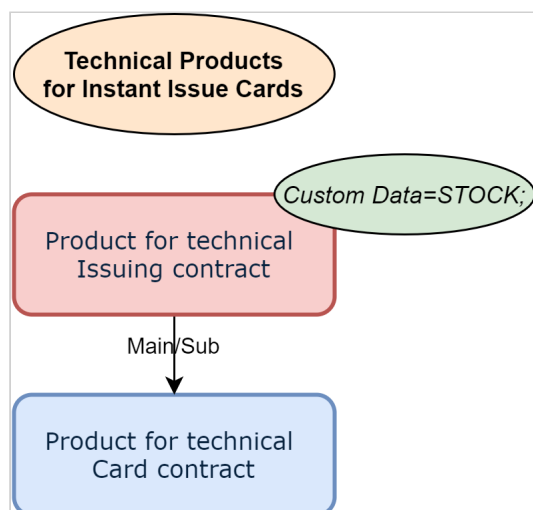 Technical Products
for Instant Issue Cards
Custom Data=STOCK;
Product for technical
Issuing contract
Main/Sub
Product for technical
Card contract